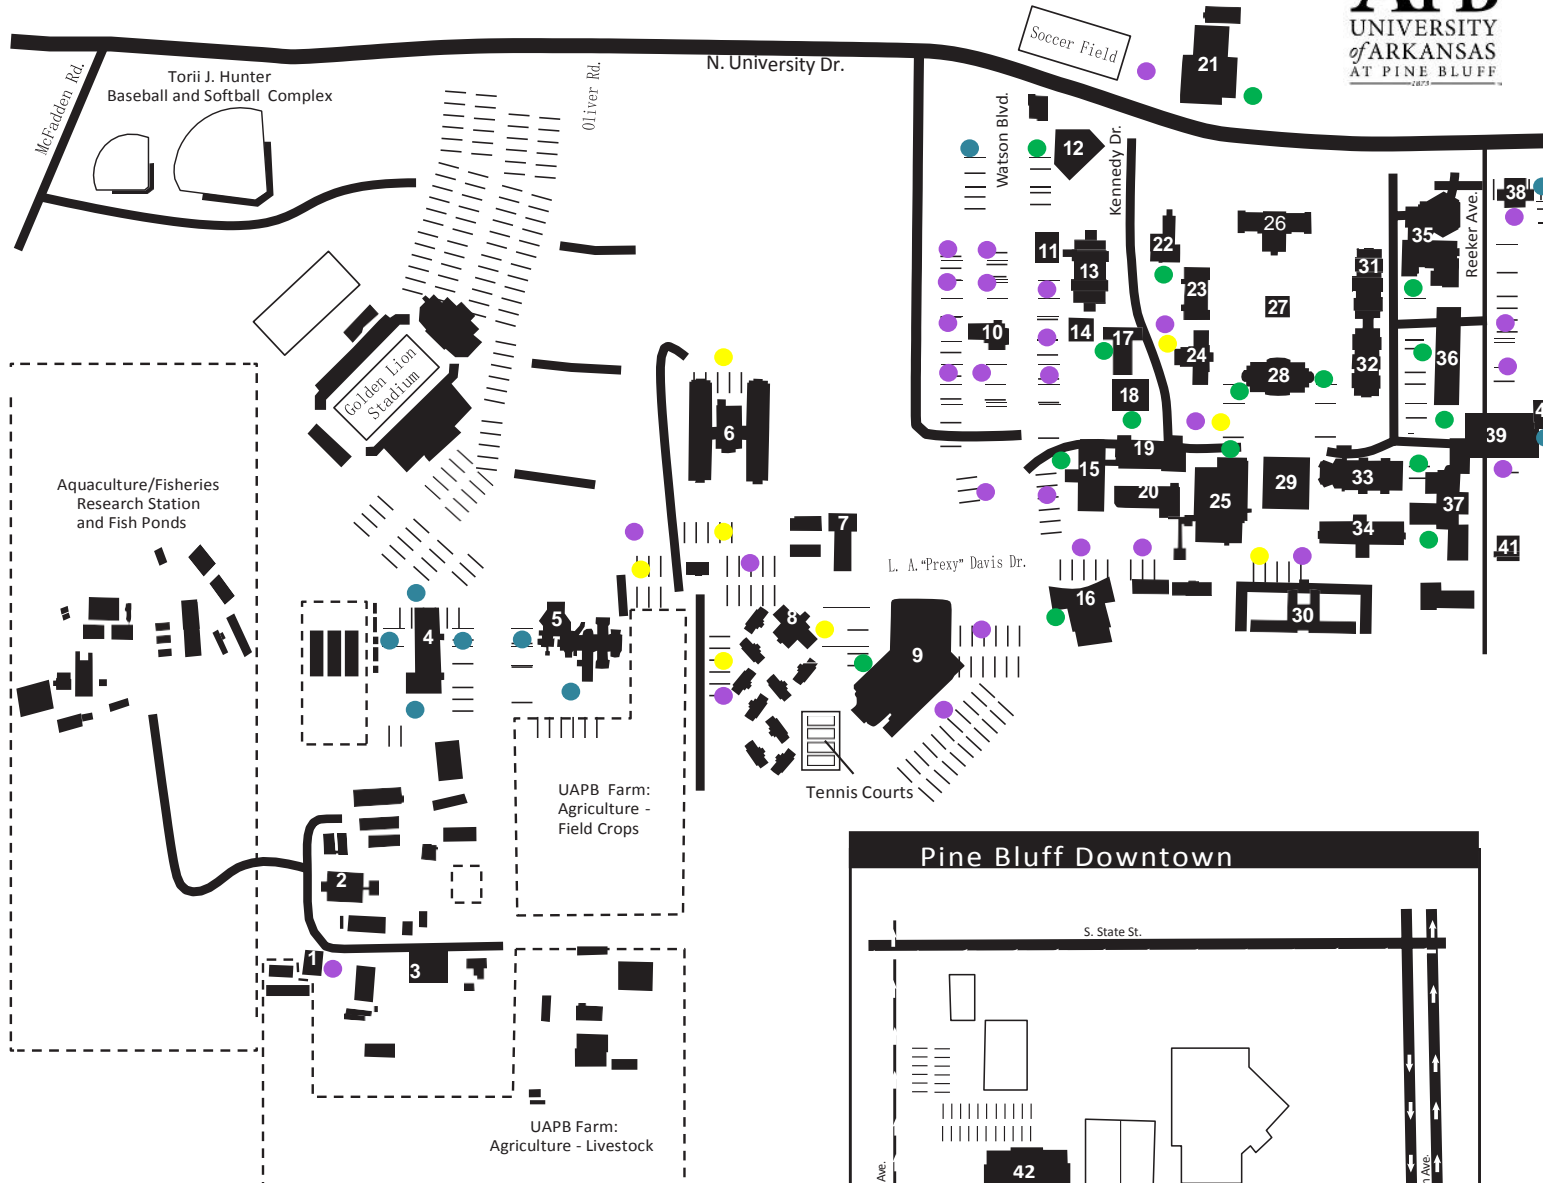 UNIVERSITY
of ARKANSAS
AT PINE BLUFF
1873
Soccer Field
21
N. University Dr.
McFadden Rd.
Torii J. Hunter
Baseball and Softball Complex
Oliver Rd.
Watson Blvd.
12
Kennedy Dr.
38
Reeker Ave.
35
26
22
11
13
31
23
27
10
14
17
24
28
32
36
18
Golden Lion
Stadium
6
39
19
15
33
29
20
25
37
34
7
41
L. A. "Prexy" Davis Dr.
Aquaculture/Fisheries
Research Station
and Fish Ponds
16
30
8
5
4
9
Tennis Courts
UAPB Farm:
Agriculture -
Field Crops
2
1
3
UAPB Farm:
Agriculture - Livestock
Pine Bluff Downtown
S. State St.
42
Ave.
Ave.